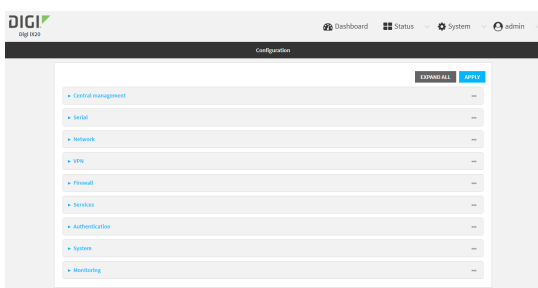 DIGI
Digi IX20
Dashboard Status System admin
Configuration
EXPAND ALL APPLY
Central management
Serial
Network
VPN
Firewall
Services
Authentication
System
Monitoring